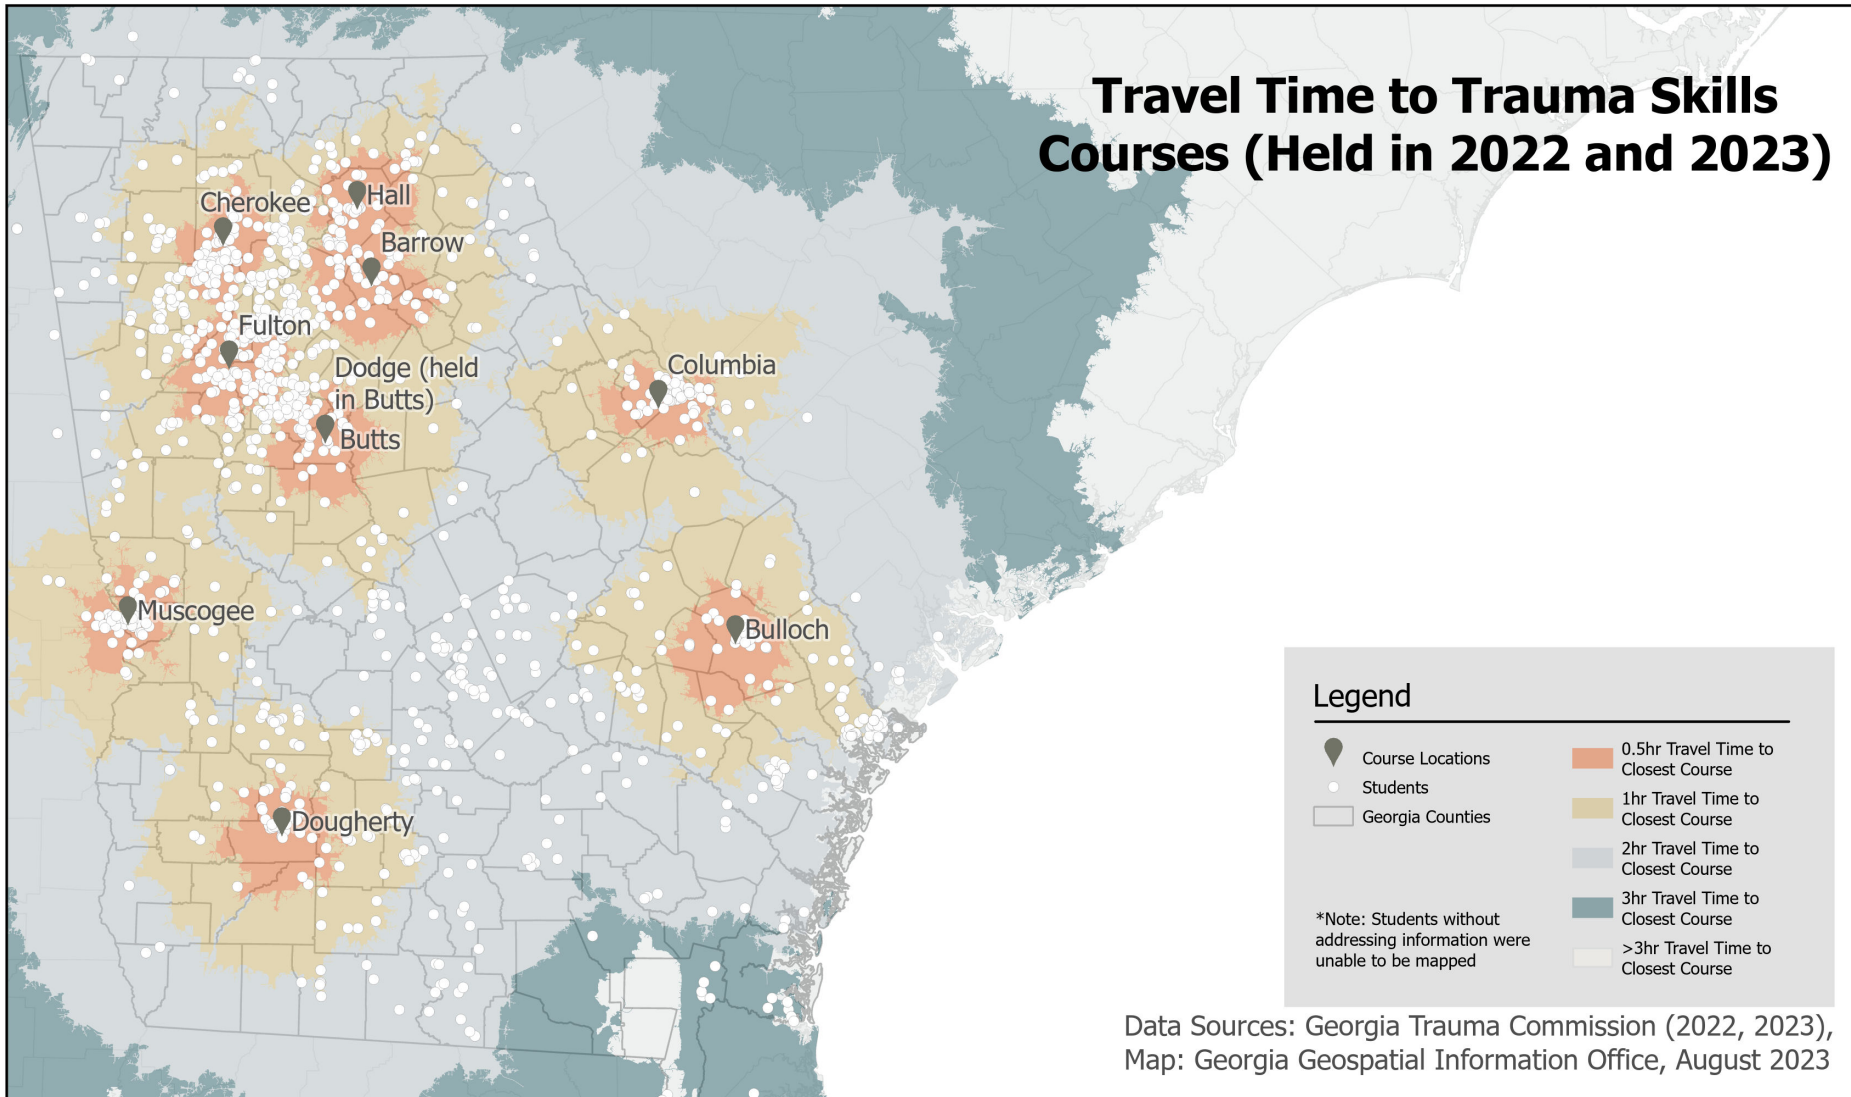 Travel Time to Trauma Skills
Courses (Held in 2022 and 2023)
Cherokee
Hall
Barrow
Fulton
Dodge (held
in Butts)
Butts
Columbia
Muscogee
Bulloch
Dougherty
Legend
Course Locations
Students
Georgia Counties
*Note: Students without
addressing information were
unable to be mapped
0.5hr Travel Time to
Closest Course
1hr Travel Time to
Closest Course
2hr Travel Time to
Closest Course
3hr Travel Time to
Closest Course
>3hr Travel Time to
Closest Course
Data Sources: Georgia Trauma Commission (2022, 2023),
Map: Georgia Geospatial Information Office, August 2023